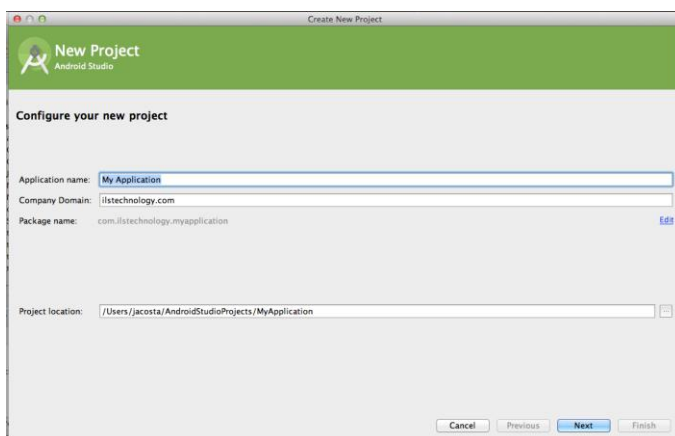 Create New Project
New Project
Android Studio
Configure your new project
Application name: My Application
Company Domain: ilstechnology.com
Package name: com.ilstechnology.myapplication Edit
Project location: /Users/jacosta/AndroidStudioProjects/MyApplication ...
Cancel Previous Next Finish